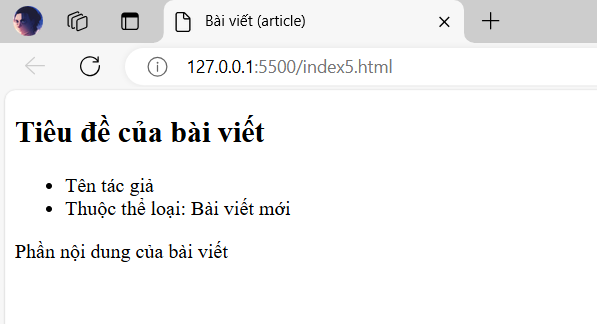 Bài viết (article)
127.0.0.1:5500/index5.html
Tiêu đề của bài viết
Tên tác giả
Thuộc thể loại: Bài viết mới
Phần nội dung của bài viết